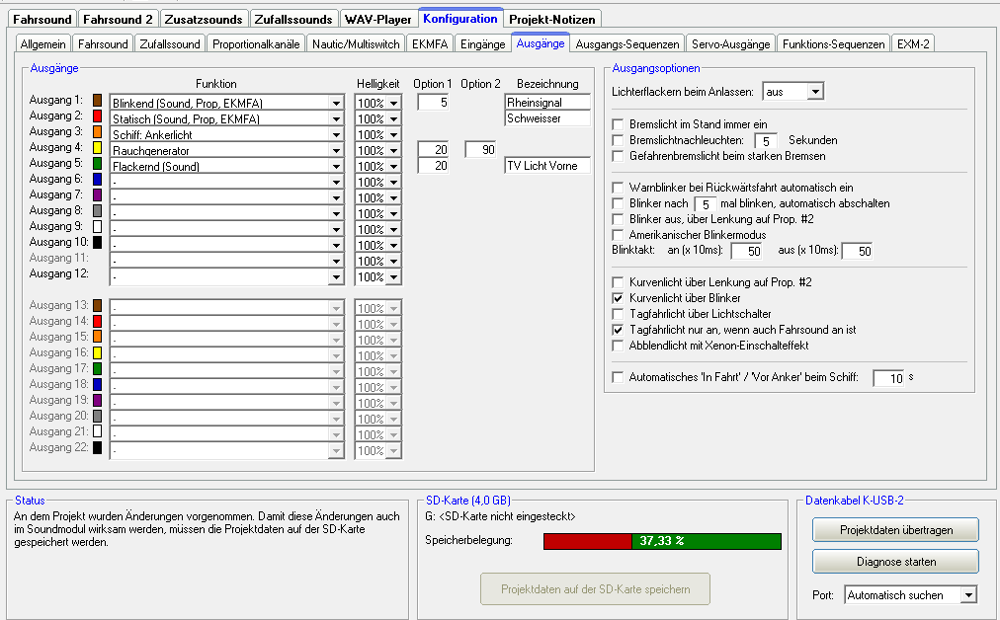 Fahrsound Fahrsound 2 Zusatzsounds Zufallssounds WAV-Player Konfiguration Projekt-Notizen
Allgemein Fahrsound Zufallssound Proportionalkanäle Nautic/Multiswitch EKMFA Eingänge Ausgänge Ausgangs-Sequenzen Servo-Ausgänge Funktions-Sequenzen EXM-2
Ausgänge
Funktion Helligkeit Option 1 Option 2 Bezeichnung
Ausgang 1: Blinkend (Sound, Prop, EKMFA) 100% 5 Rheinsignal
Ausgang 2: Statisch (Sound, Prop, EKMFA) 100% Schweisser
Ausgang 3: Schiff: Ankerlicht 100%
Ausgang 4: Rauchgenerator 100% 20 90
Ausgang 5: Flackernd (Sound) 100% 20 TV Licht Vorne
Ausgang 6: - 100%
Ausgang 7: - 100%
Ausgang 8: - 100%
Ausgang 9: - 100%
Ausgang 10: - 100%
Ausgang 11: - 100%
Ausgang 12: - 100%
Ausgang 13: - 100%
Ausgang 14: - 100%
Ausgang 15: - 100%
Ausgang 16: - 100%
Ausgang 17: - 100%
Ausgang 18: - 100%
Ausgang 19: - 100%
Ausgang 20: - 100%
Ausgang 21: - 100%
Ausgang 22: - 100%
Ausgangsoptionen
Lichterflackern beim Anlassen: aus
Bremslicht im Stand immer ein
Bremslichtnachleuchten: 5 Sekunden
Gefahrenbremslicht beim starken Bremsen
Warnblinker bei Rückwärtsfahrt automatisch ein
Blinker nach 5 mal blinken, automatisch abschalten
Blinker aus, über Lenkung auf Prop. #2
Amerikanischer Blinkermodus
Blinktakt: an (x 10ms): 50 aus (x 10ms): 50
Kurvenlicht über Lenkung auf Prop. #2
Kurvenlicht über Blinker
Tagfahrlicht über Lichtschalter
Tagfahrlicht nur an, wenn auch Fahrsound an ist
Abblendlicht mit Xenon-Einschalteffekt
Automatisches 'In Fahrt' / 'Vor Anker' beim Schiff: 10 s
Status
An dem Projekt wurden Änderungen vorgenommen. Damit diese Änderungen auch
im Soundmodul wirksam werden, müssen die Projektdaten auf der SD-Karte
gespeichert werden.
SD-Karte (4,0 GB)
G: <SD-Karte nicht eingesteckt>
Speicherbelegung: 37,33 %
Projektdaten auf der SD-Karte speichern
Datenkabel K-USB-2
Projektdaten übertragen
Diagnose starten
Port: Automatisch suchen